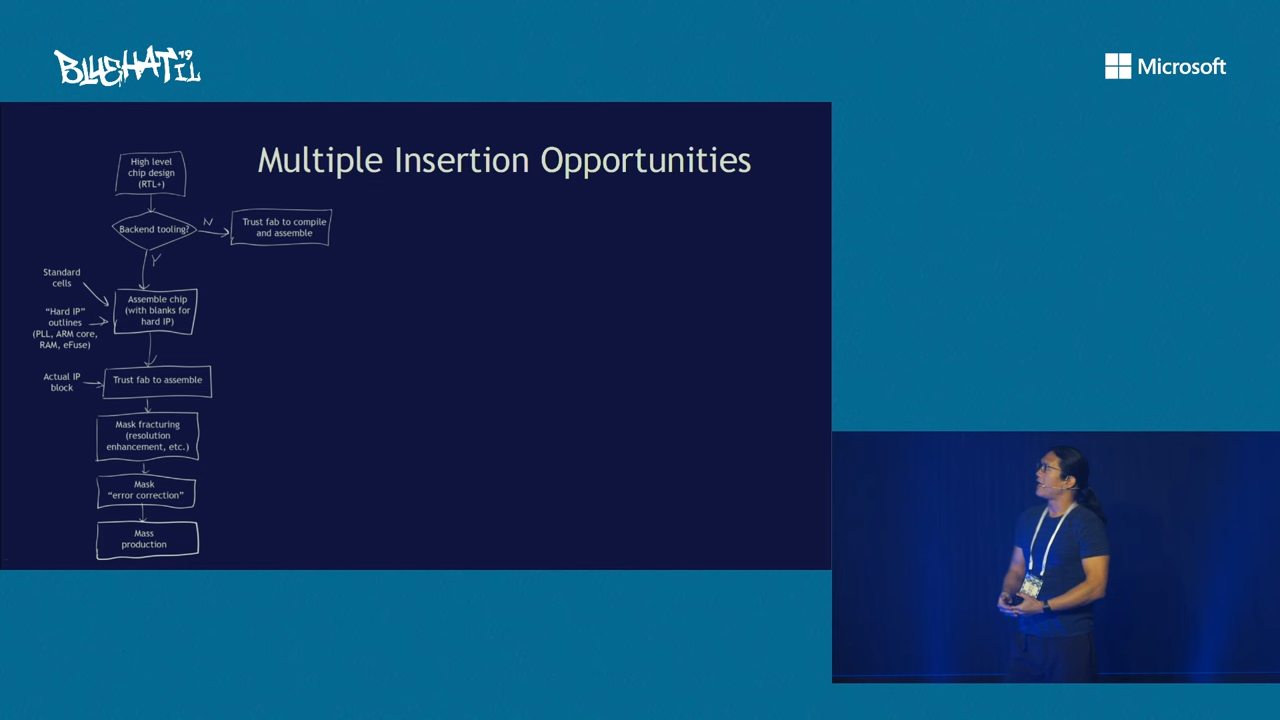 BLUEHAT IL '19
Microsoft
Multiple Insertion Opportunities
High level
chip design
(RTL+)
Backend tooling?
N
Trust fab to compile
and assemble
Y
Standard
cells
"Hard IP"
outlines
(PLL, ARM core,
RAM, eFuse)
Assemble chip
(with blanks for
hard IP)
Actual IP
block
Trust fab to assemble
Mask fracturing
(resolution
enhancement, etc.)
Mask
"error correction"
Mass
production